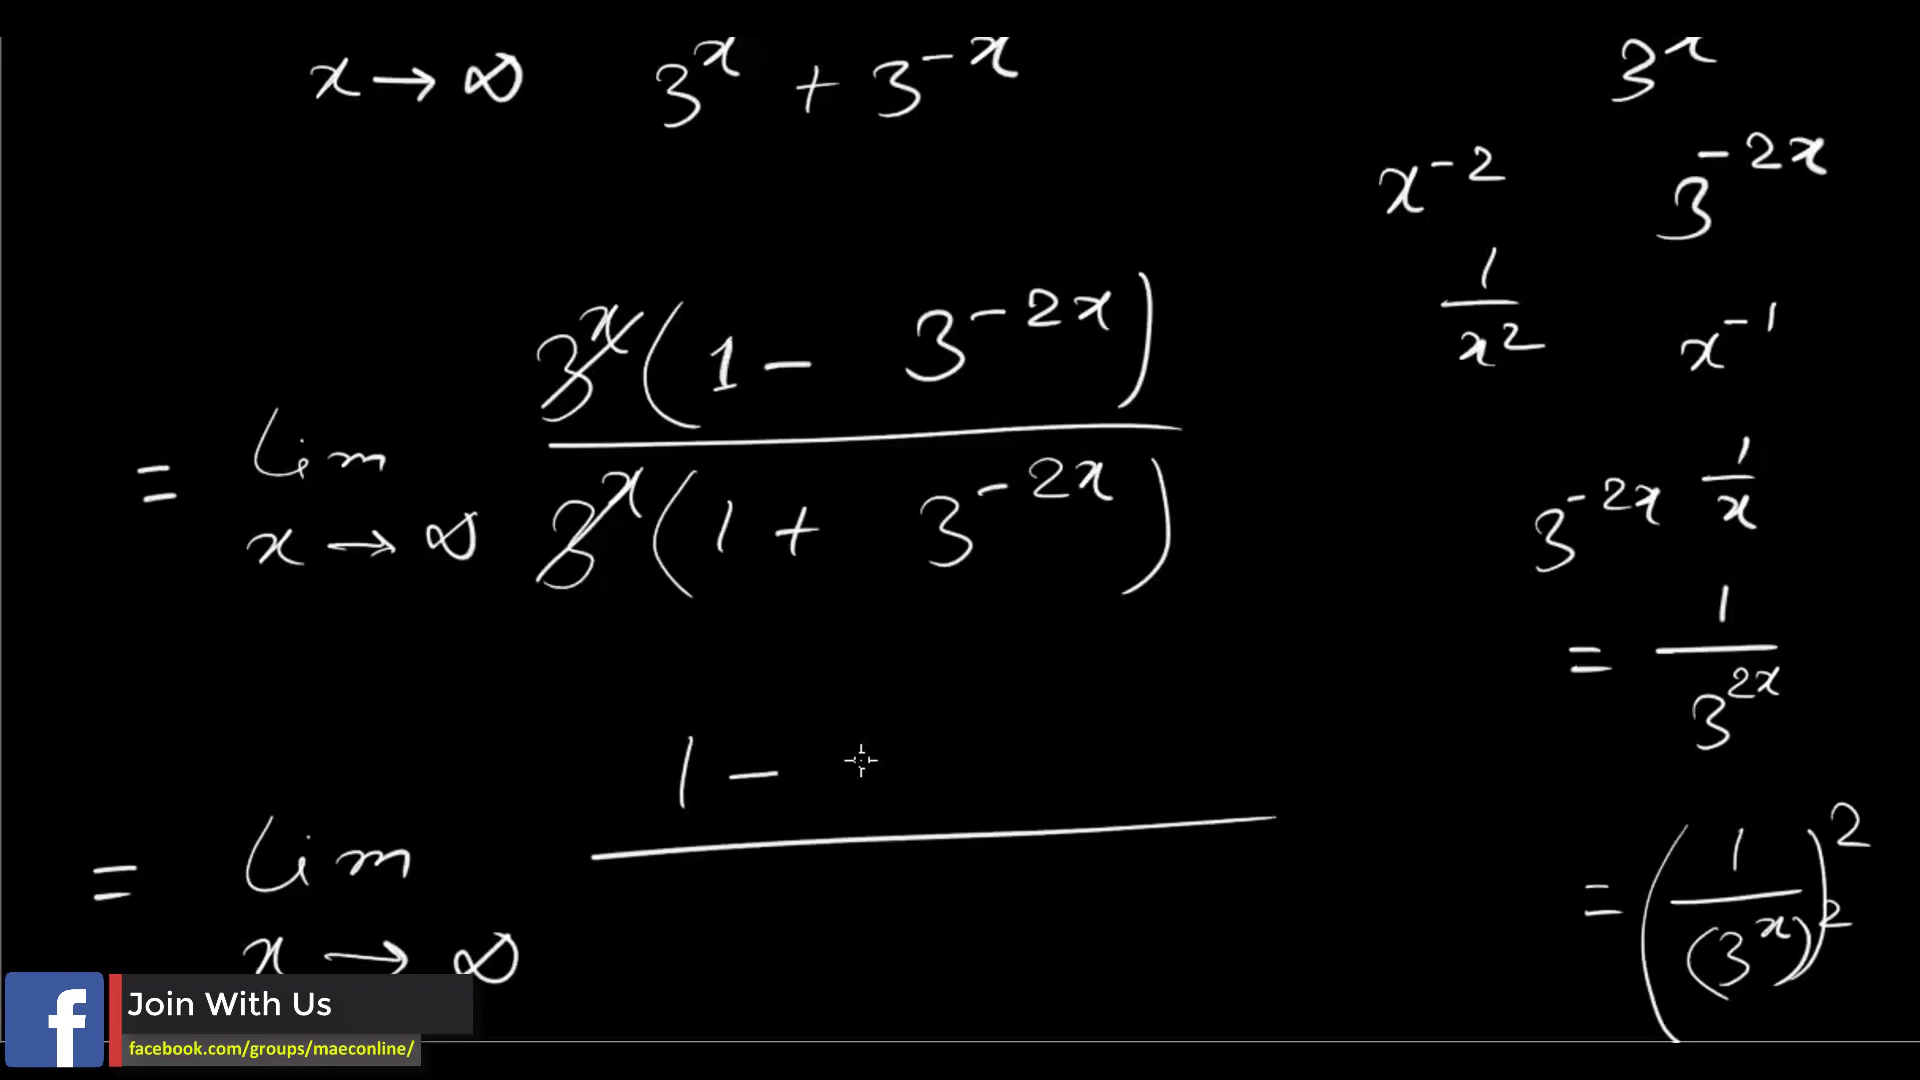 x → ∞ 3^x + 3^-x
= lim x → ∞ 3^x(1 - 3^-2x) / 3^x(1 + 3^-2x)
= lim x → ∞ 1 -
3^x
x^-2 3^-2x
1/x^2 x^-1
3^-2x 1/x
= 1/3^2x
= (1/(3^x)^2)^2
Join With Us
facebook.com/groups/maeconline/